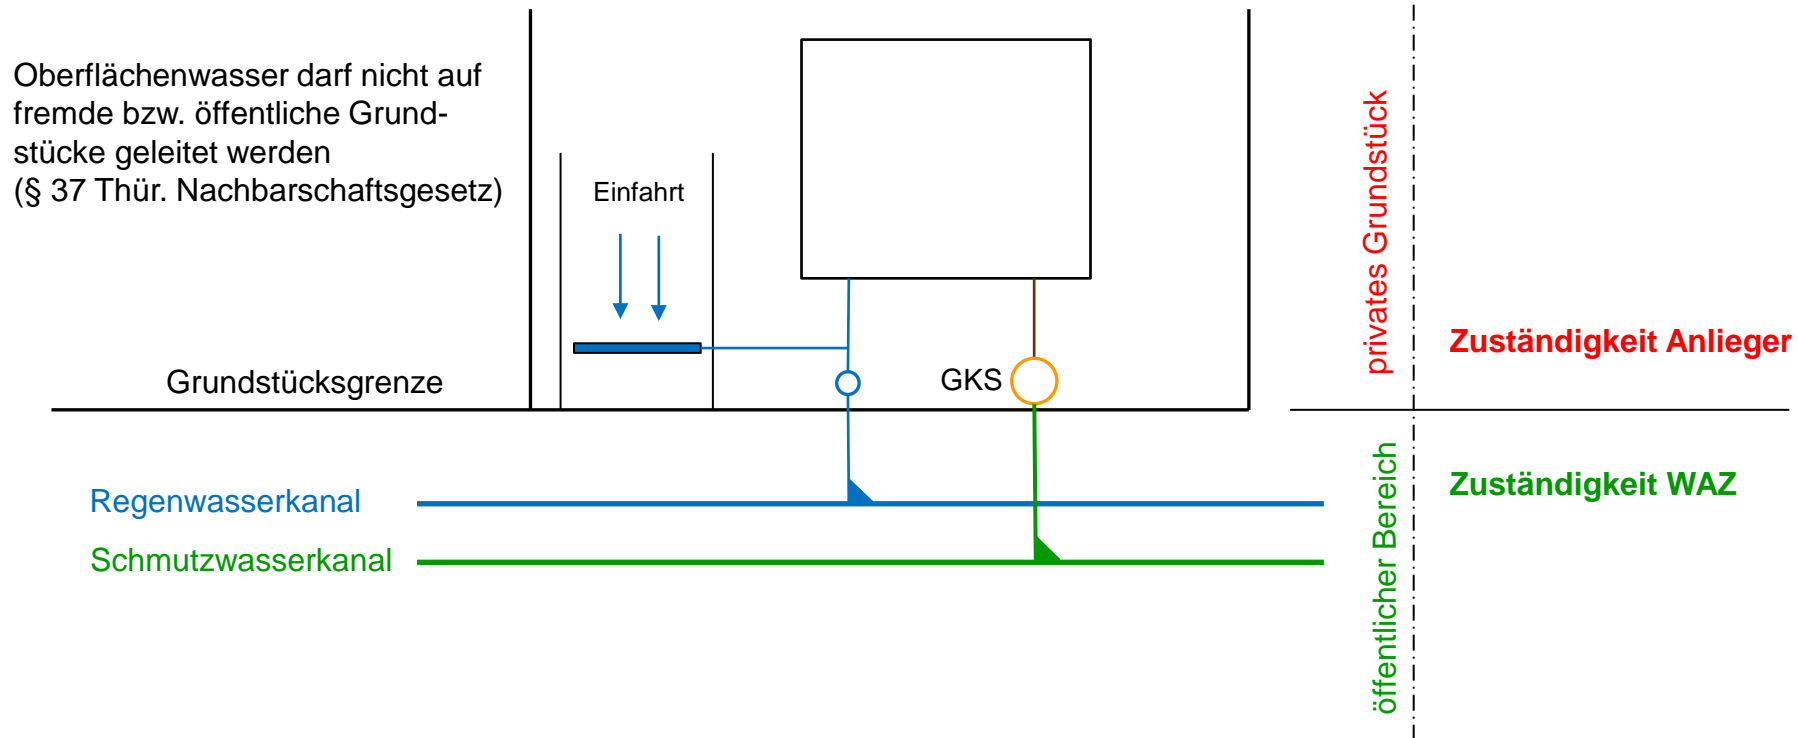 Oberflächenwasser darf nicht auf
fremde bzw. öffentliche Grund-
stücke geleitet werden
(§ 37 Thür. Nachbarschaftsgesetz)
Einfahrt
privates Grundstück
Zuständigkeit Anlieger
Grundstücksgrenze
GKS
Regenwasserkanal
Schmutzwasserkanal
öffentlicher Bereich
Zuständigkeit WAZ